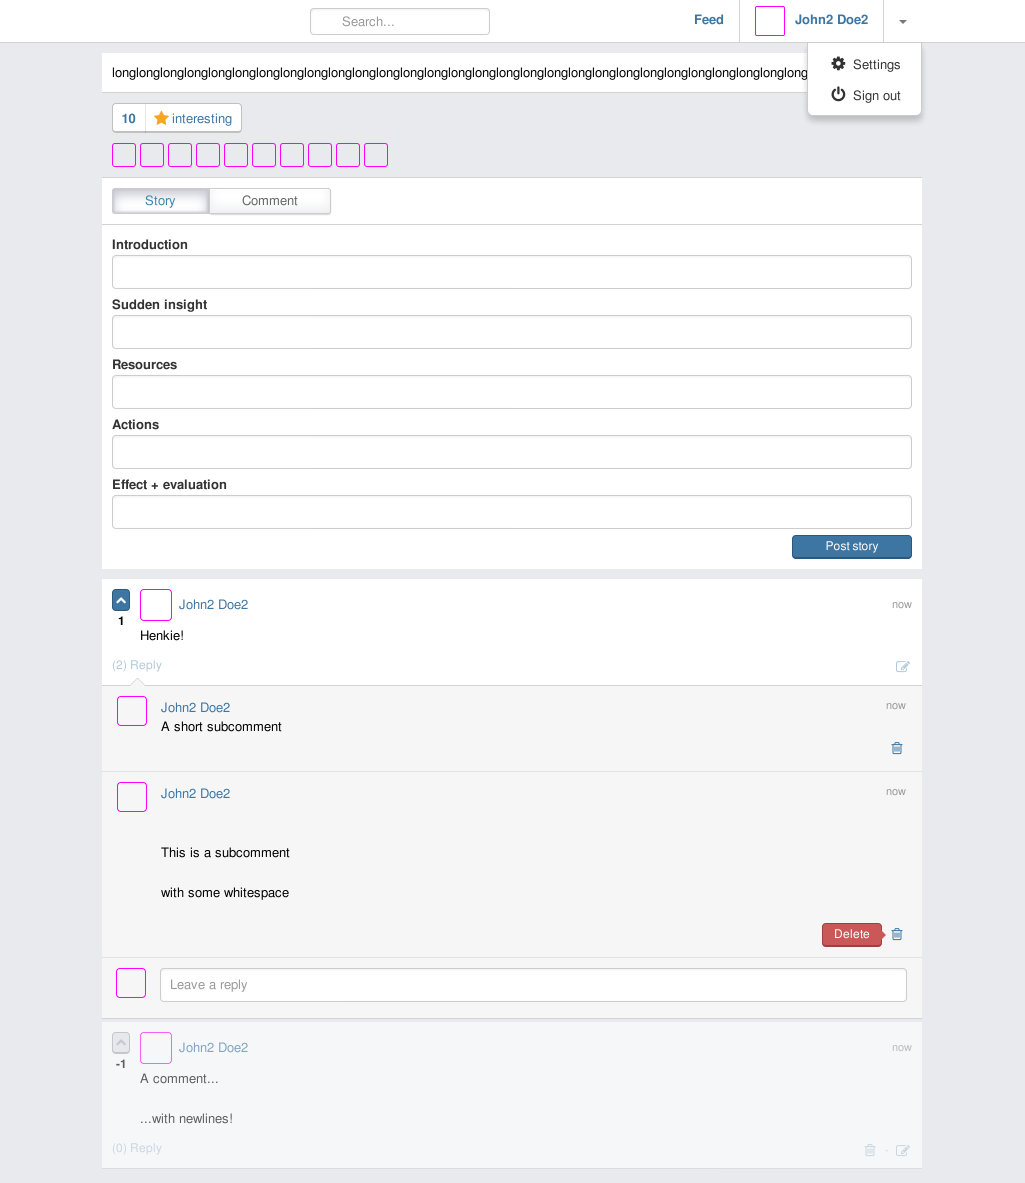 Search...
Feed
John2 Doe2
Settings
Sign out
longlonglonglonglonglonglonglonglonglonglonglonglonglonglonglonglonglonglonglonglonglonglonglonglonglonglonglonglong
10
interesting
Story
Comment
Introduction
Sudden insight
Resources
Actions
Effect + evaluation
Post story
John2 Doe2
now
1
Henkie!
(2) Reply
John2 Doe2
now
A short subcomment
John2 Doe2
now
This is a subcomment
with some whitespace
Delete
Leave a reply
John2 Doe2
now
-1
A comment...
...with newlines!
(0) Reply